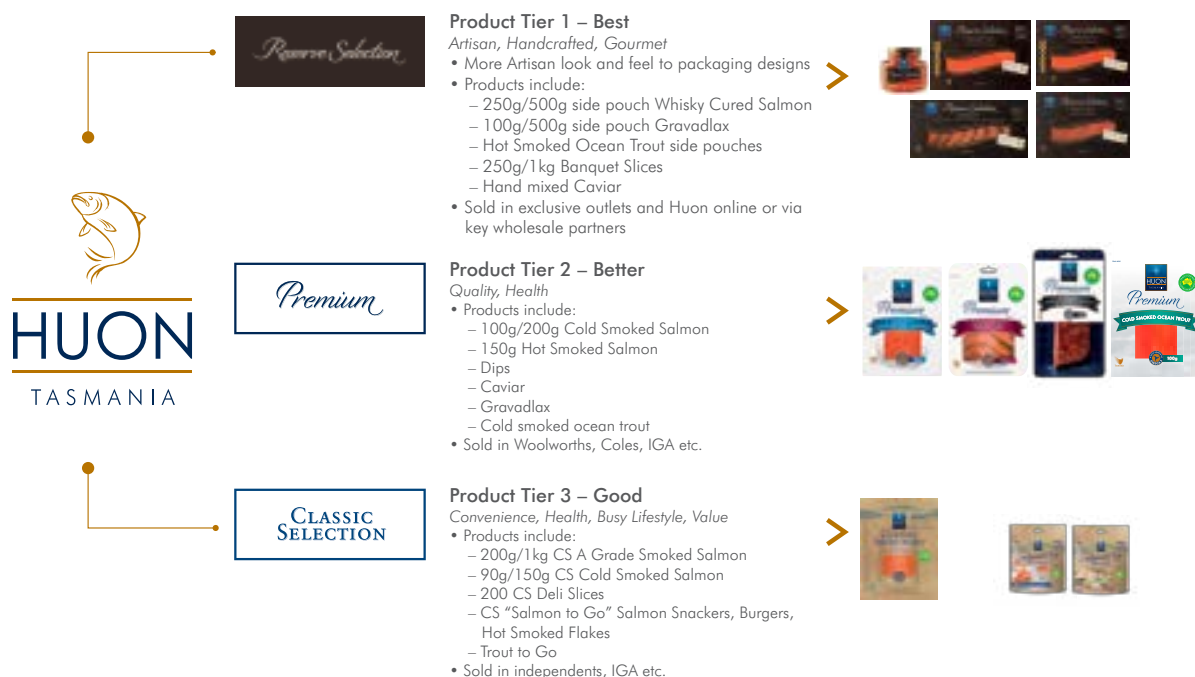 Reserve Selection
Product Tier 1 – Best
Artisan, Handcrafted, Gourmet
• More Artisan look and feel to packaging designs
• Products include:
– 250g/500g side pouch Whisky Cured Salmon
– 100g/500g side pouch Gravadlax
– Hot Smoked Ocean Trout side pouches
– 250g/1kg Banquet Slices
– Hand mixed Caviar
• Sold in exclusive outlets and Huon online or via
key wholesale partners
HUON
TASMANIA
Premium
Product Tier 2 – Better
Quality, Health
• Products include:
– 100g/200g Cold Smoked Salmon
– 150g Hot Smoked Salmon
– Dips
– Caviar
– Gravadlax
– Cold smoked ocean trout
• Sold in Woolworths, Coles, IGA etc.
Premium
Premium
Premium
HUON
Premium
COLD SMOKED OCEAN TROUT
100g
CLASSIC
SELECTION
Product Tier 3 – Good
Convenience, Health, Busy Lifestyle, Value
• Products include:
– 200g/1kg CS A Grade Smoked Salmon
– 90g/150g CS Cold Smoked Salmon
– 200 CS Deli Slices
– CS “Salmon to Go” Salmon Snackers, Burgers,
Hot Smoked Flakes
– Trout to Go
• Sold in independents, IGA etc.